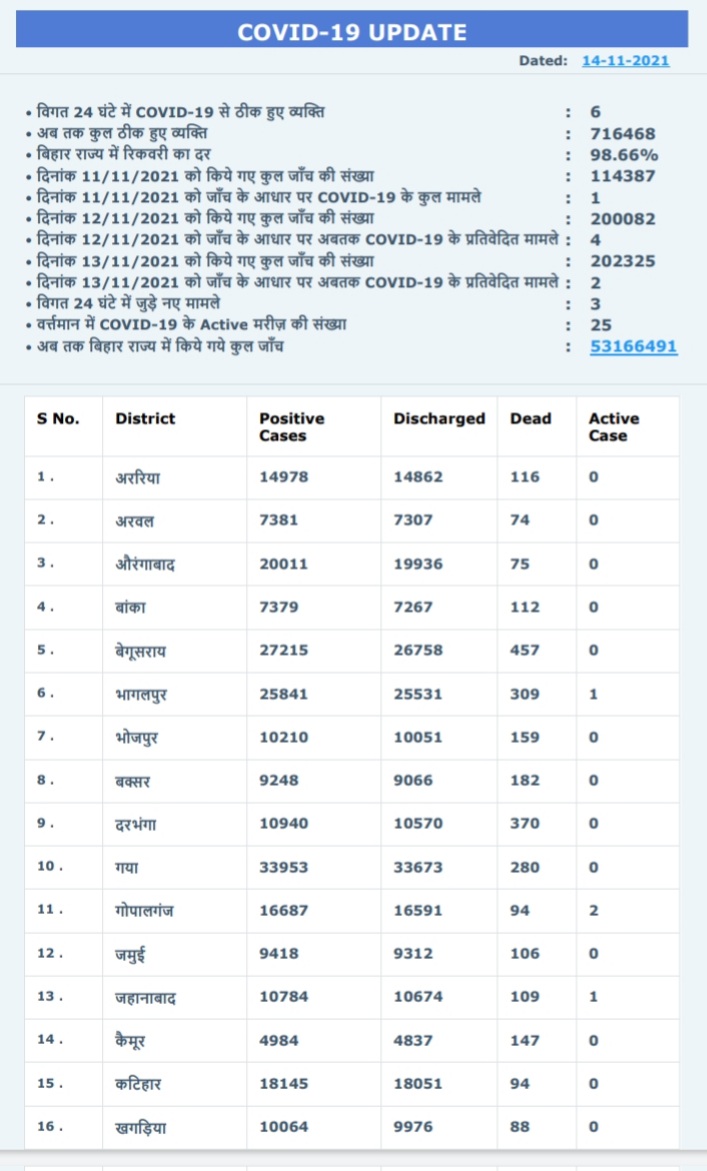 COVID-19 UPDATE
Dated: 14-11-2021
• विगत 24 घंटे में COVID-19 से ठीक हुए व्यक्ति : 6
• अब तक कुल ठीक हुए व्यक्ति : 716468
• बिहार राज्य में रिकवरी का दर : 98.66%
• दिनांक 11/11/2021 को किये गए कुल जाँच की संख्या : 114387
• दिनांक 11/11/2021 को जाँच के आधार पर COVID-19 के कुल मामले : 1
• दिनांक 12/11/2021 को किये गए कुल जाँच की संख्या : 200082
• दिनांक 12/11/2021 को जाँच के आधार पर अबतक COVID-19 के प्रतिवेदित मामले : 4
• दिनांक 13/11/2021 को किये गए कुल जाँच की संख्या : 202325
• दिनांक 13/11/2021 को जाँच के आधार पर अबतक COVID-19 के प्रतिवेदित मामले : 2
• विगत 24 घंटे में जुड़े नए मामले : 3
• वर्त्तमान में COVID-19 के Active मरीज़ की संख्या : 25
• अब तक बिहार राज्य में किये गये कुल जाँच : 53166491
S No. District Positive Cases Discharged Dead Active Case
1. अररिया 14978 14862 116 0
2. अरवल 7381 7307 74 0
3. औरंगाबाद 20011 19936 75 0
4. बांका 7379 7267 112 0
5. बेगूसराय 27215 26758 457 0
6. भागलपुर 25841 25531 309 1
7. भोजपुर 10210 10051 159 0
8. बक्सर 9248 9066 182 0
9. दरभंगा 10940 10570 370 0
10. गया 33953 33673 280 0
11. गोपालगंज 16687 16591 94 2
12. जमुई 9418 9312 106 0
13. जहानाबाद 10784 10674 109 1
14. कैमूर 4984 4837 147 0
15. कटिहार 18145 18051 94 0
16. खगड़िया 10064 9976 88 0